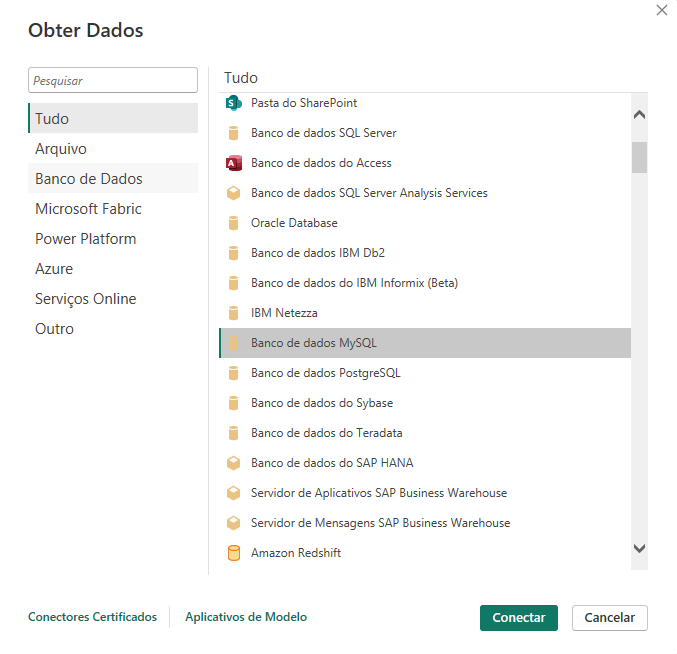 Obter Dados
Pesquisar
Tudo
Arquivo
Banco de Dados
Microsoft Fabric
Power Platform
Azure
Serviços Online
Outro
Tudo
Pasta do SharePoint
Banco de dados SQL Server
Banco de dados do Access
Banco de dados SQL Server Analysis Services
Oracle Database
Banco de dados IBM Db2
Banco de dados do IBM Informix (Beta)
IBM Netezza
Banco de dados MySQL
Banco de dados PostgreSQL
Banco de dados do Sybase
Banco de dados do Teradata
Banco de dados do SAP HANA
Servidor de Aplicativos SAP Business Warehouse
Servidor de Mensagens SAP Business Warehouse
Amazon Redshift
Conectores Certificados
Aplicativos de Modelo
Conectar
Cancelar